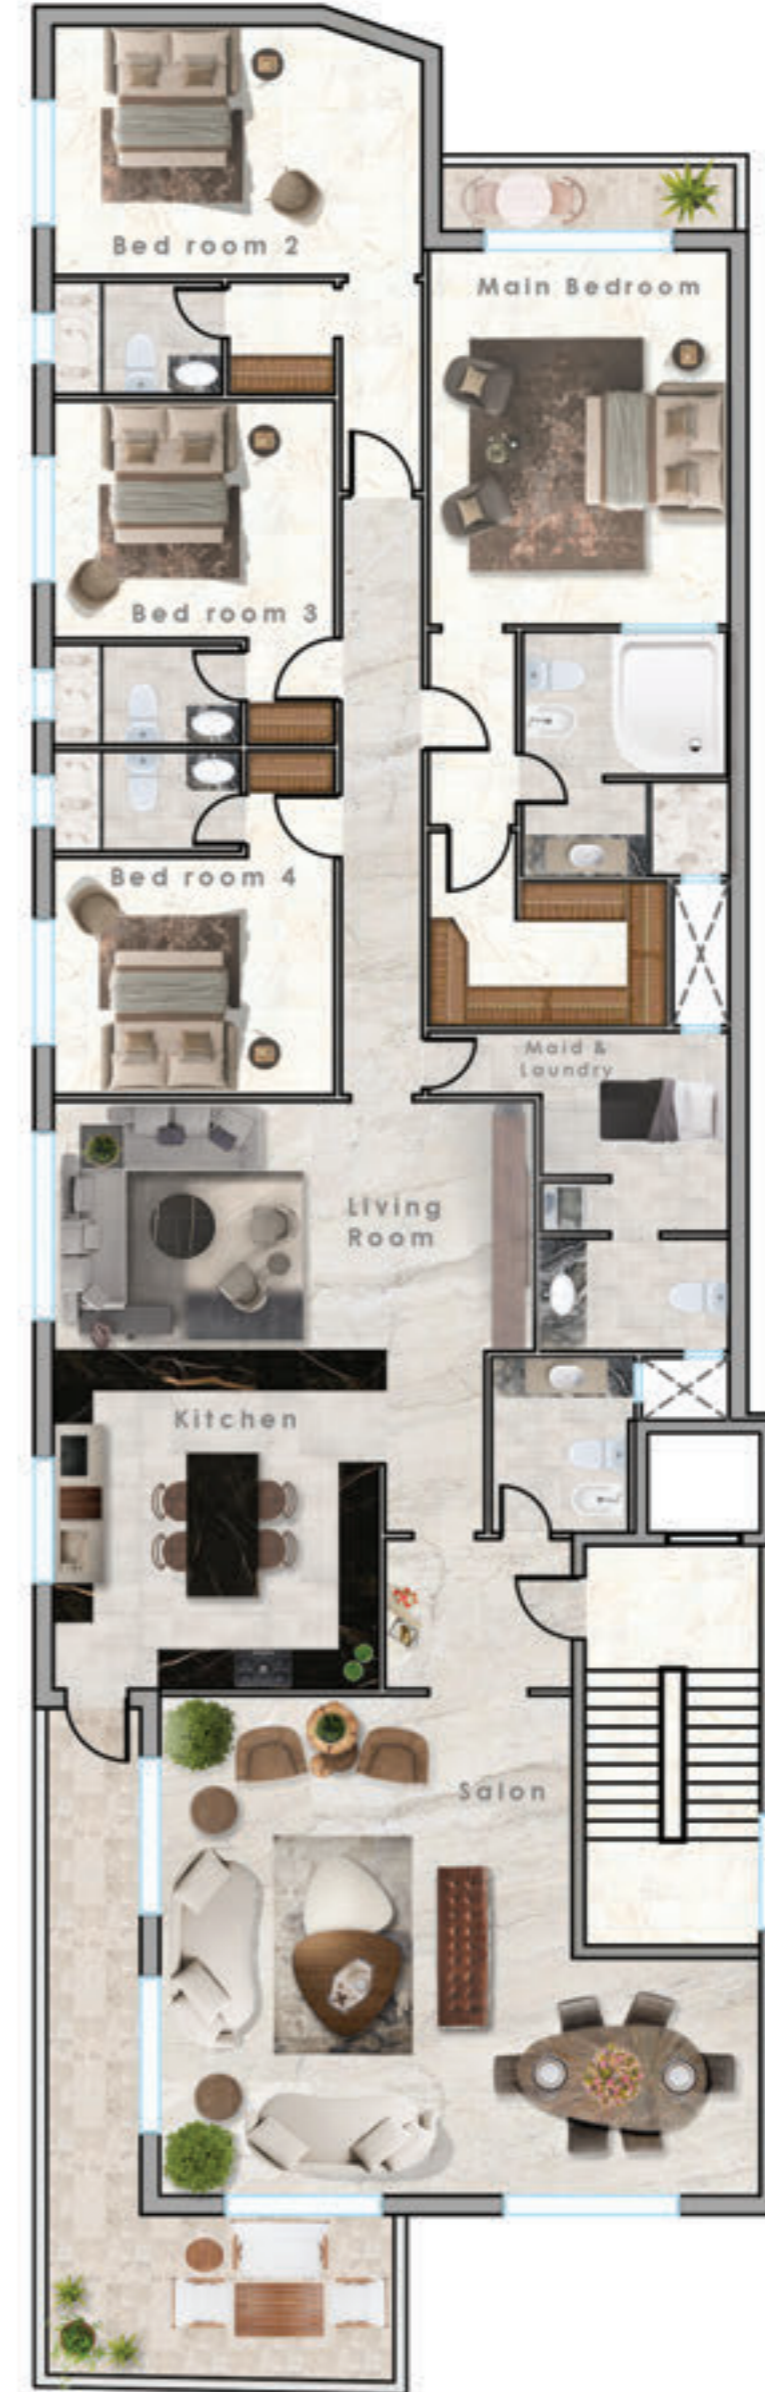 Bed room 2
Main Bedroom
Bed room 3
Bed room 4
Maid &
Laundry
Living
Room
Kitchen
Salon